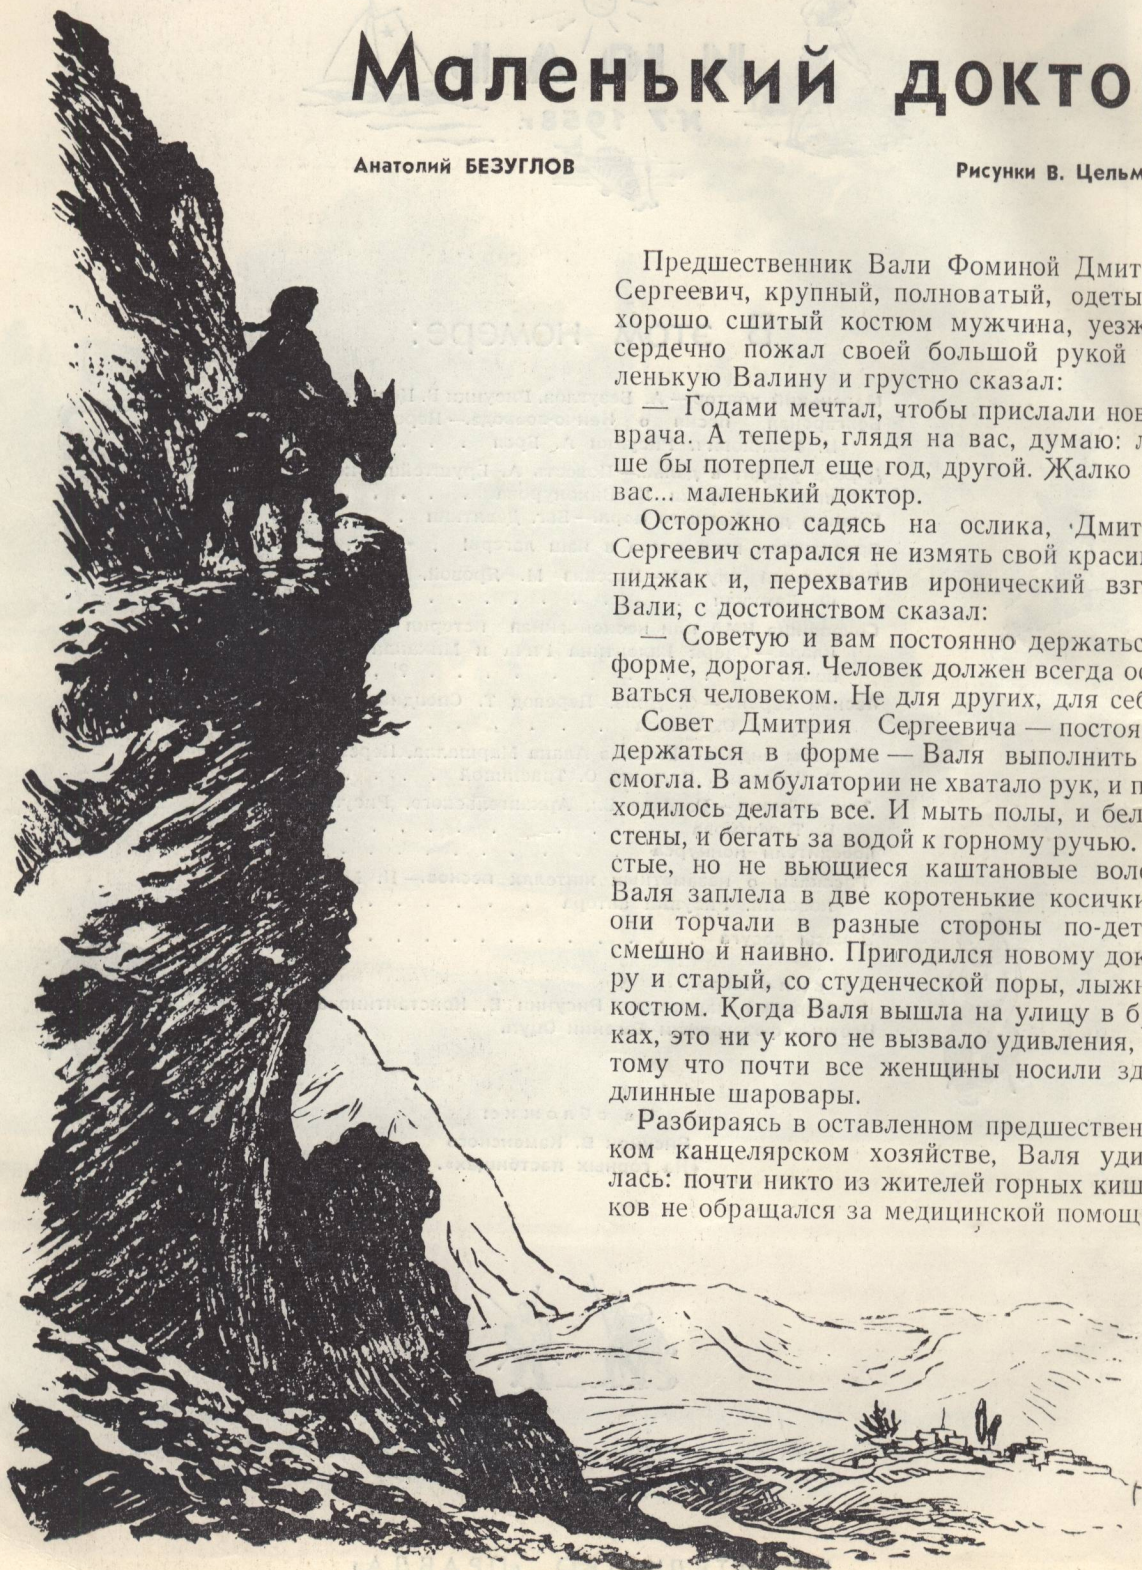 Маленький докто
Анатолий БЕЗУГЛОВ
Рисунки В. Цельм
Предшественник Вали Фоминой Дмит
Сергеевич, крупный, полноватый, одеты
хорошо сшитый костюм мужчина, уезж
сердечно пожал своей большой рукой
ленькую Валину и грустно сказал:
— Годами мечтал, чтобы прислали нов
врача. А теперь, глядя на вас, думаю: л
ше бы потерпел еще год, другой. Жалко
вас... маленький доктор.
Осторожно садясь на ослика, Дмит
Сергеевич старался не измять свой краси
пиджак и, перехватив иронический взг
Вали, с достоинством сказал:
— Советую и вам постоянно держатьс
форме, дорогая. Человек должен всегда ос
ваться человеком. Не для других, для себ
Совет Дмитрия Сергеевича — постоя
держаться в форме — Валя выполнить
смогла. В амбулатории не хватало рук, и п
ходилось делать все. И мыть полы, и бел
стены, и бегать за водой к горному ручью.
стые, но не вьющиеся каштановые воло
Валя заплела в две коротенькие косички
они торчали в разные стороны по-дет
смешно и наивно. Пригодился новому док
ру и старый, со студенческой поры, лыжн
костюм. Когда Валя вышла на улицу в б
ках, это ни у кого не вызвало удивления,
тому что почти все женщины носили зд
длинные шаровары.
Разбираясь в оставленном предшествен
ком канцелярском хозяйстве, Валя уди
лась: почти никто из жителей горных киш
ков не обращался за медицинской помощ